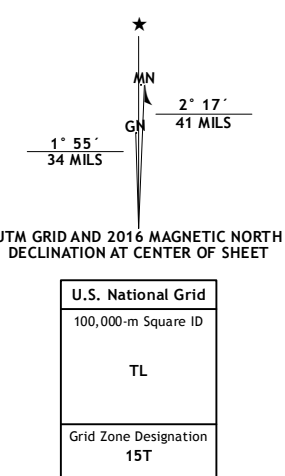 ★
MN
GN
2° 17´
41 MILS
1° 55´
34 MILS
UTM GRID AND 2016 MAGNETIC NORTH
DECLINATION AT CENTER OF SHEET
U.S. National Grid
100,000-m Square ID
TL
Grid Zone Designation
15T